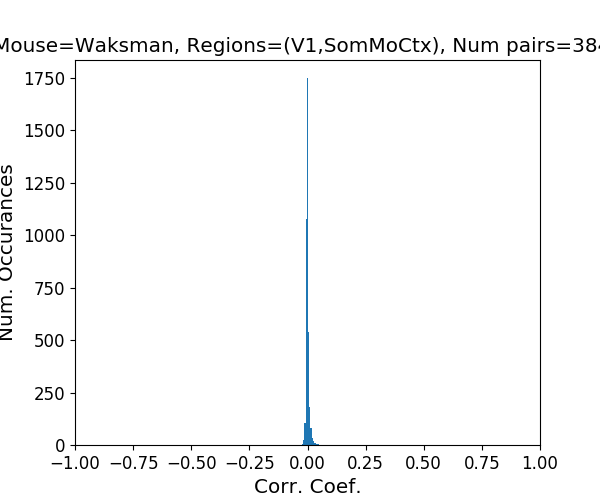 Mouse=Waksman, Regions=(V1,SomMoCtx), Num pairs=384
1750
1500
1250
1000
750
500
250
0
Num. Occurances
−1.00 −0.75 −0.50 −0.25 0.00 0.25 0.50 0.75 1.00
Corr. Coef.